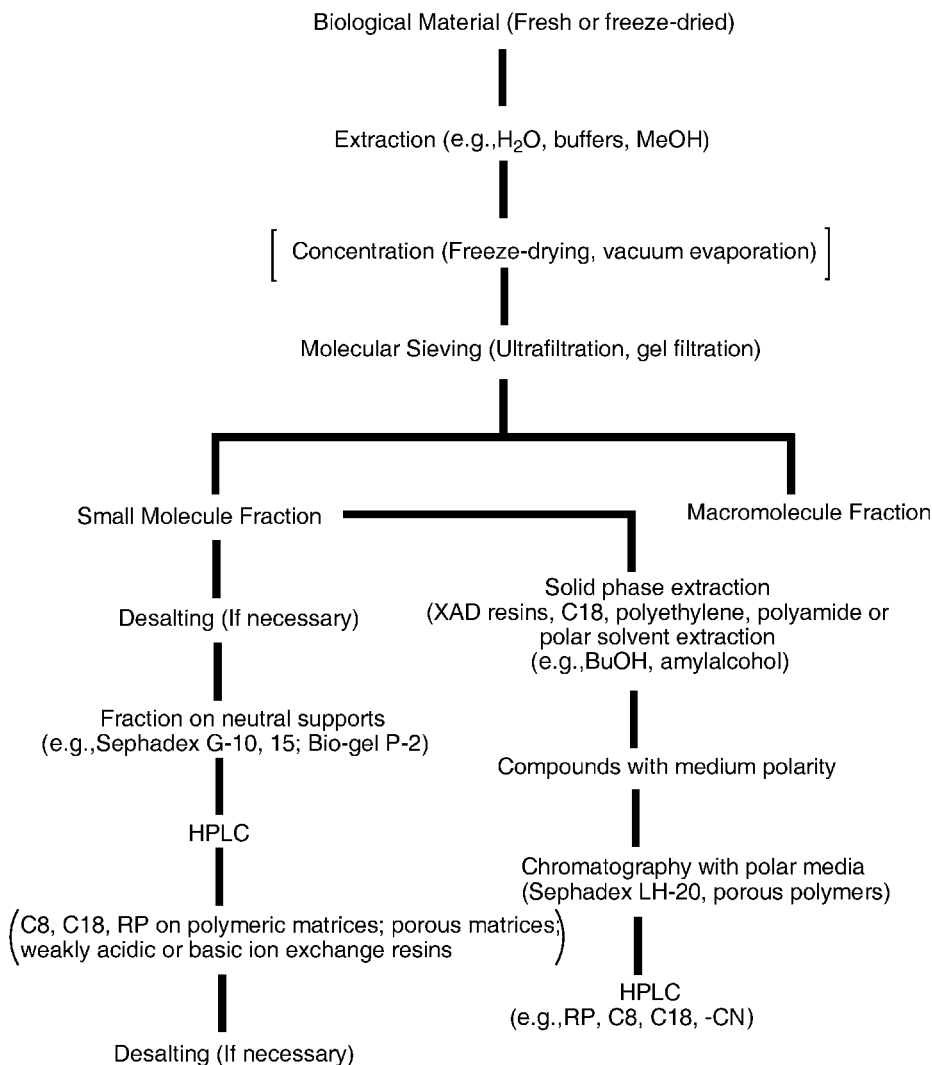 Biological Material (Fresh or freeze-dried)
Extraction (e.g.,H₂O, buffers, MeOH)
[ Concentration (Freeze-drying, vacuum evaporation) ]
Molecular Sieving (Ultrafiltration, gel filtration)
Small Molecule Fraction
Macromolecule Fraction
Desalting (If necessary)
Fraction on neutral supports
(e.g.,Sephadex G-10, 15; Bio-gel P-2)
HPLC
(C8, C18, RP on polymeric matrices; porous matrices;
weakly acidic or basic ion exchange resins)
Desalting (If necessary)
Solid phase extraction
(XAD resins, C18, polyethylene, polyamide or
polar solvent extraction
(e.g.,BuOH, amylalcohol)
Compounds with medium polarity
Chromatography with polar media
(Sephadex LH-20, porous polymers)
HPLC
(e.g.,RP, C8, C18, -CN)